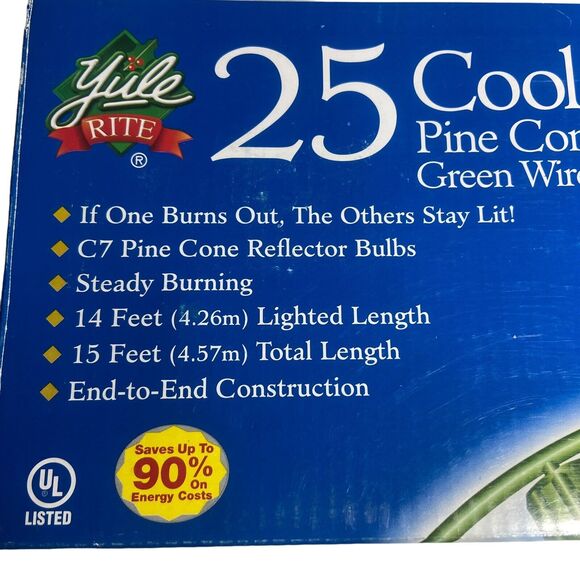 Yule
RITE
®
25 Cool
Pine Con
Green Wire
If One Burns Out, The Others Stay Lit!
C7 Pine Cone Reflector Bulbs
Steady Burning
14 Feet (4.26m) Lighted Length
15 Feet (4.57m) Total Length
End-to-End Construction
UL
®
LISTED
Saves Up To
90%
On
Energy Costs